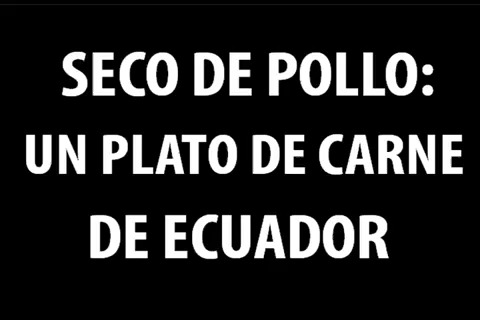 SECO DE POLLO:
UN PLATO DE CARNE
DE ECUADOR